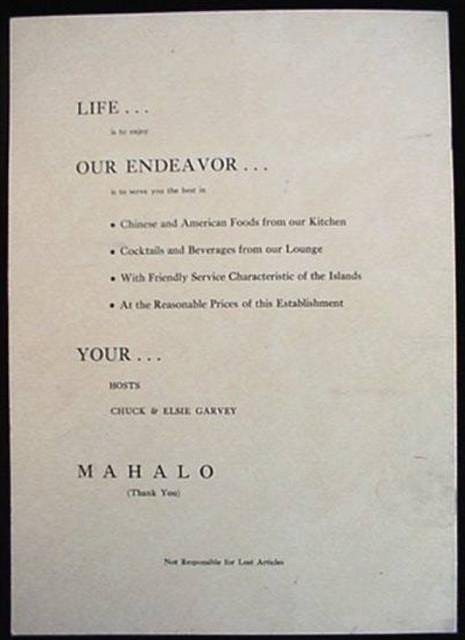 LIFE . . .
is to enjoy
OUR ENDEAVOR . . .
is to serve you the best in
• Chinese and American Foods from our Kitchen
• Cocktails and Beverages from our Lounge
• With Friendly Service Characteristic of the Islands
• At the Reasonable Prices of this Establishment
YOUR . . .
HOSTS
CHUCK & ELSIE GARVEY
MAHALO
(Thank You)
Not Responsible for Lost Articles